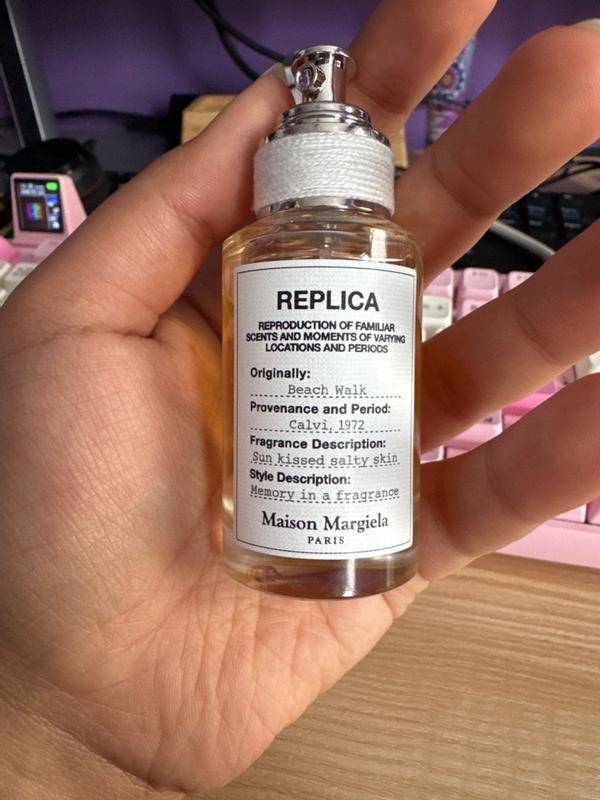 REPLICA
REPRODUCTION OF FAMILIAR
SCENTS AND MOMENTS OF VARYING
LOCATIONS AND PERIODS
Originally:
Beach Walk
Provenance and Period:
Calvi, 1972
Fragrance Description:
Sun kissed salty skin
Style Description:
Memory in a fragrance
Maison Margiela
PARIS